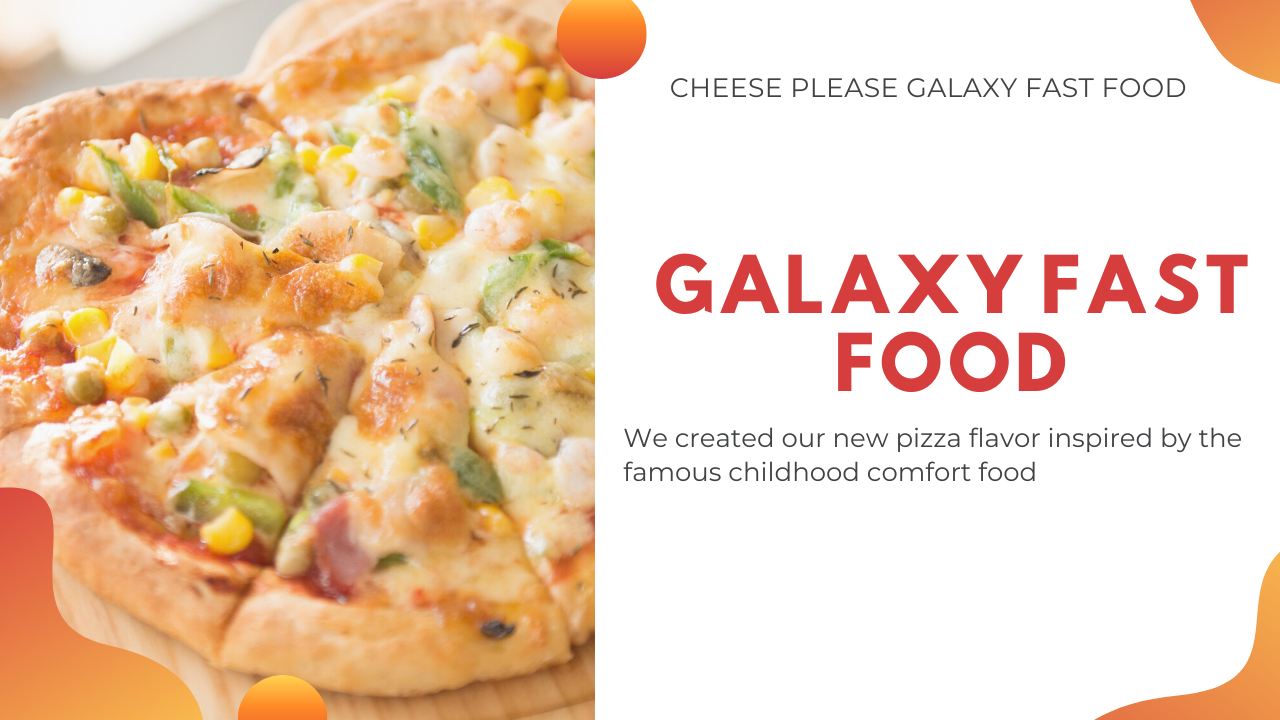 CHEESE PLEASE GALAXY FAST FOOD
GALAXY FAST
FOOD
We created our new pizza flavor inspired by the
famous childhood comfort food